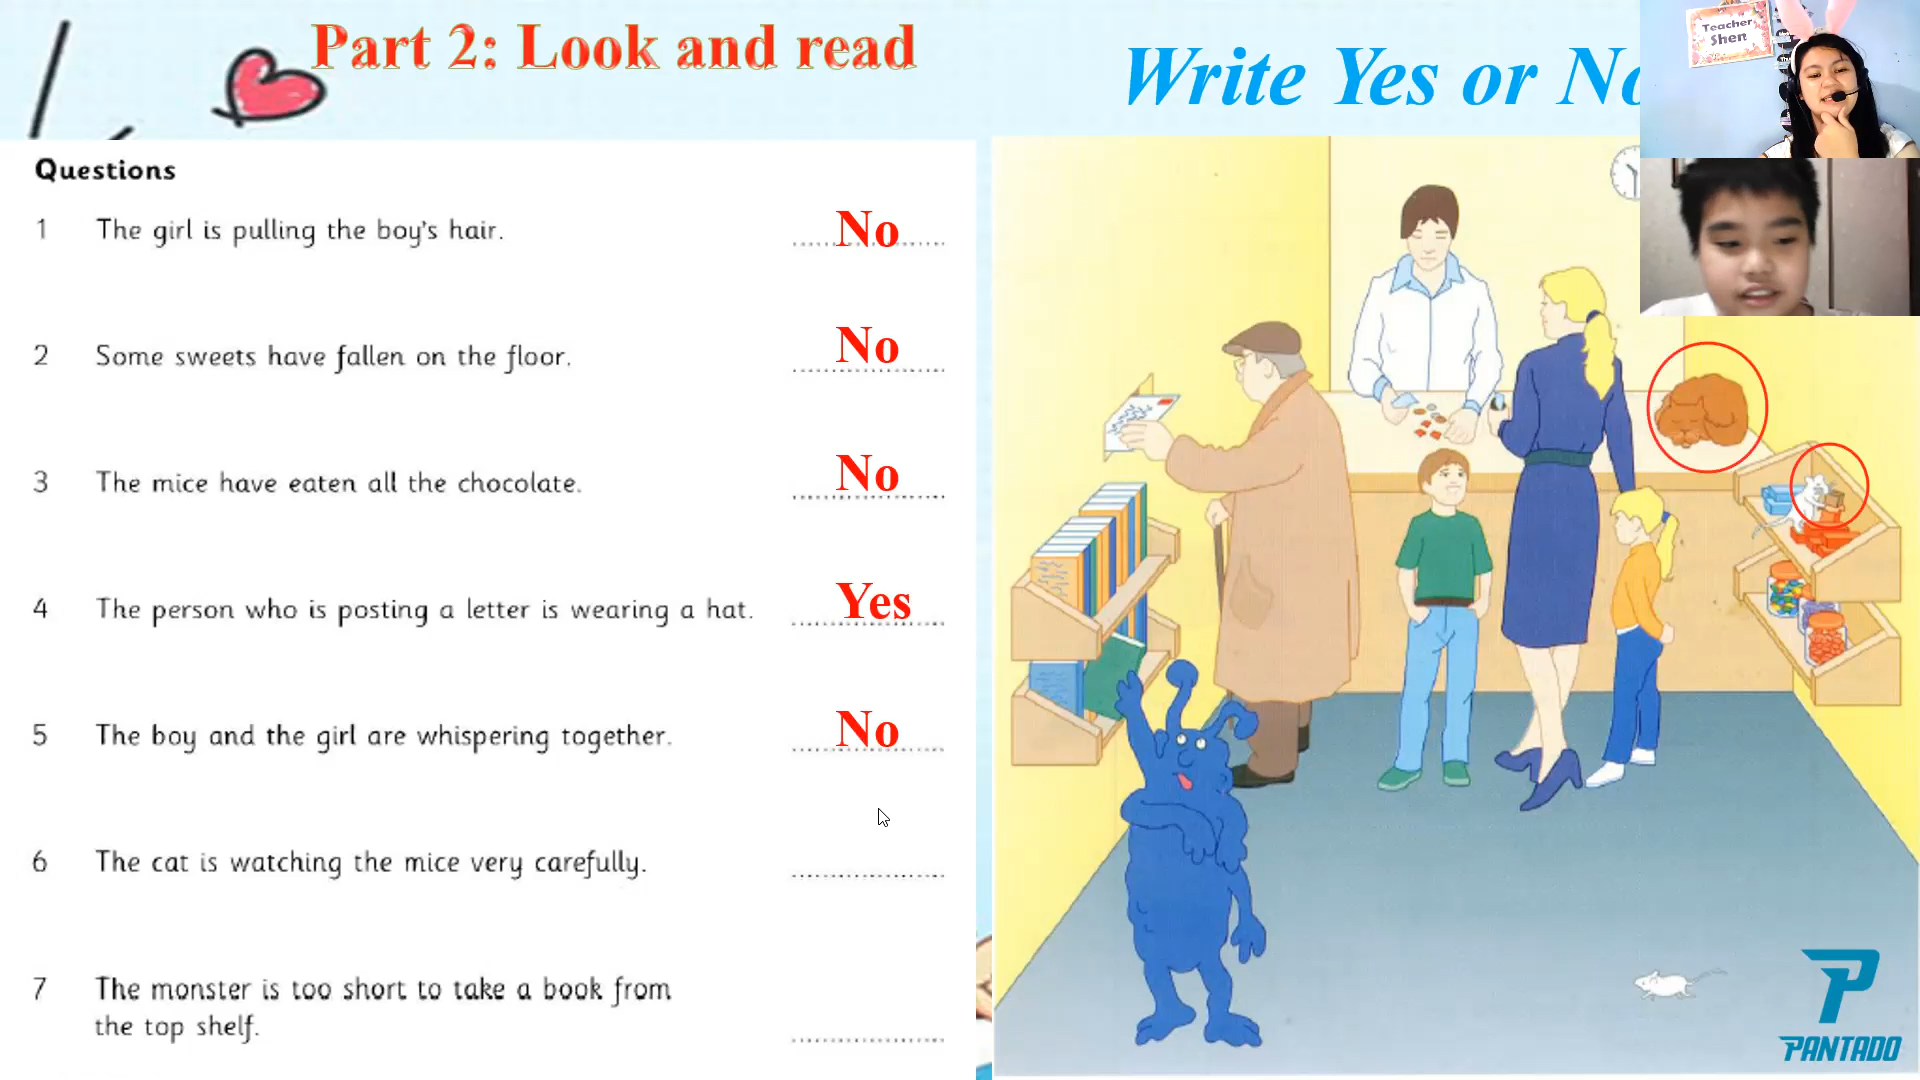 Part 2: Look and read
Write Yes or No
Teacher
Shen
Questions
1 The girl is pulling the boy's hair. No
2 Some sweets have fallen on the floor. No
3 The mice have eaten all the chocolate. No
4 The person who is posting a letter is wearing a hat. Yes
5 The boy and the girl are whispering together. No
6 The cat is watching the mice very carefully.
7 The monster is too short to take a book from
the top shelf.
PANTADO